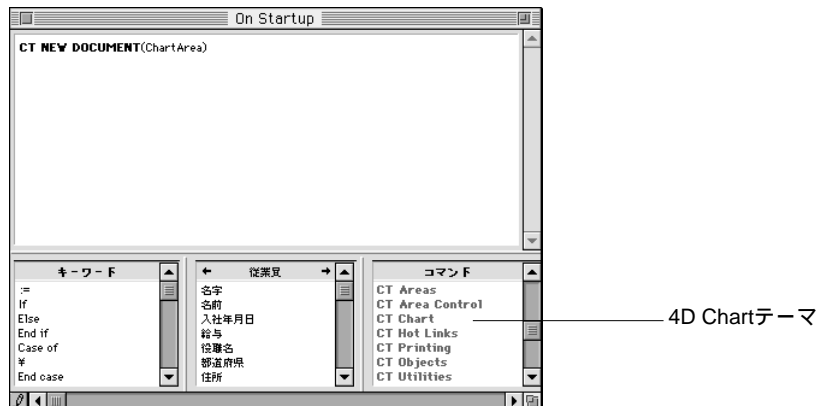 On Startup
CT NEW DOCUMENT(ChartArea)
キーワード
:=
If
Else
End if
Case of
¥
End case
← 従業員 →
名字
名前
入社年月日
給与
役職名
都道府県
住所
コマンド
CT Areas
CT Area Control
CT Chart
CT Hot Links
CT Printing
CT Objects
CT Utilities
4D Chartテーマ